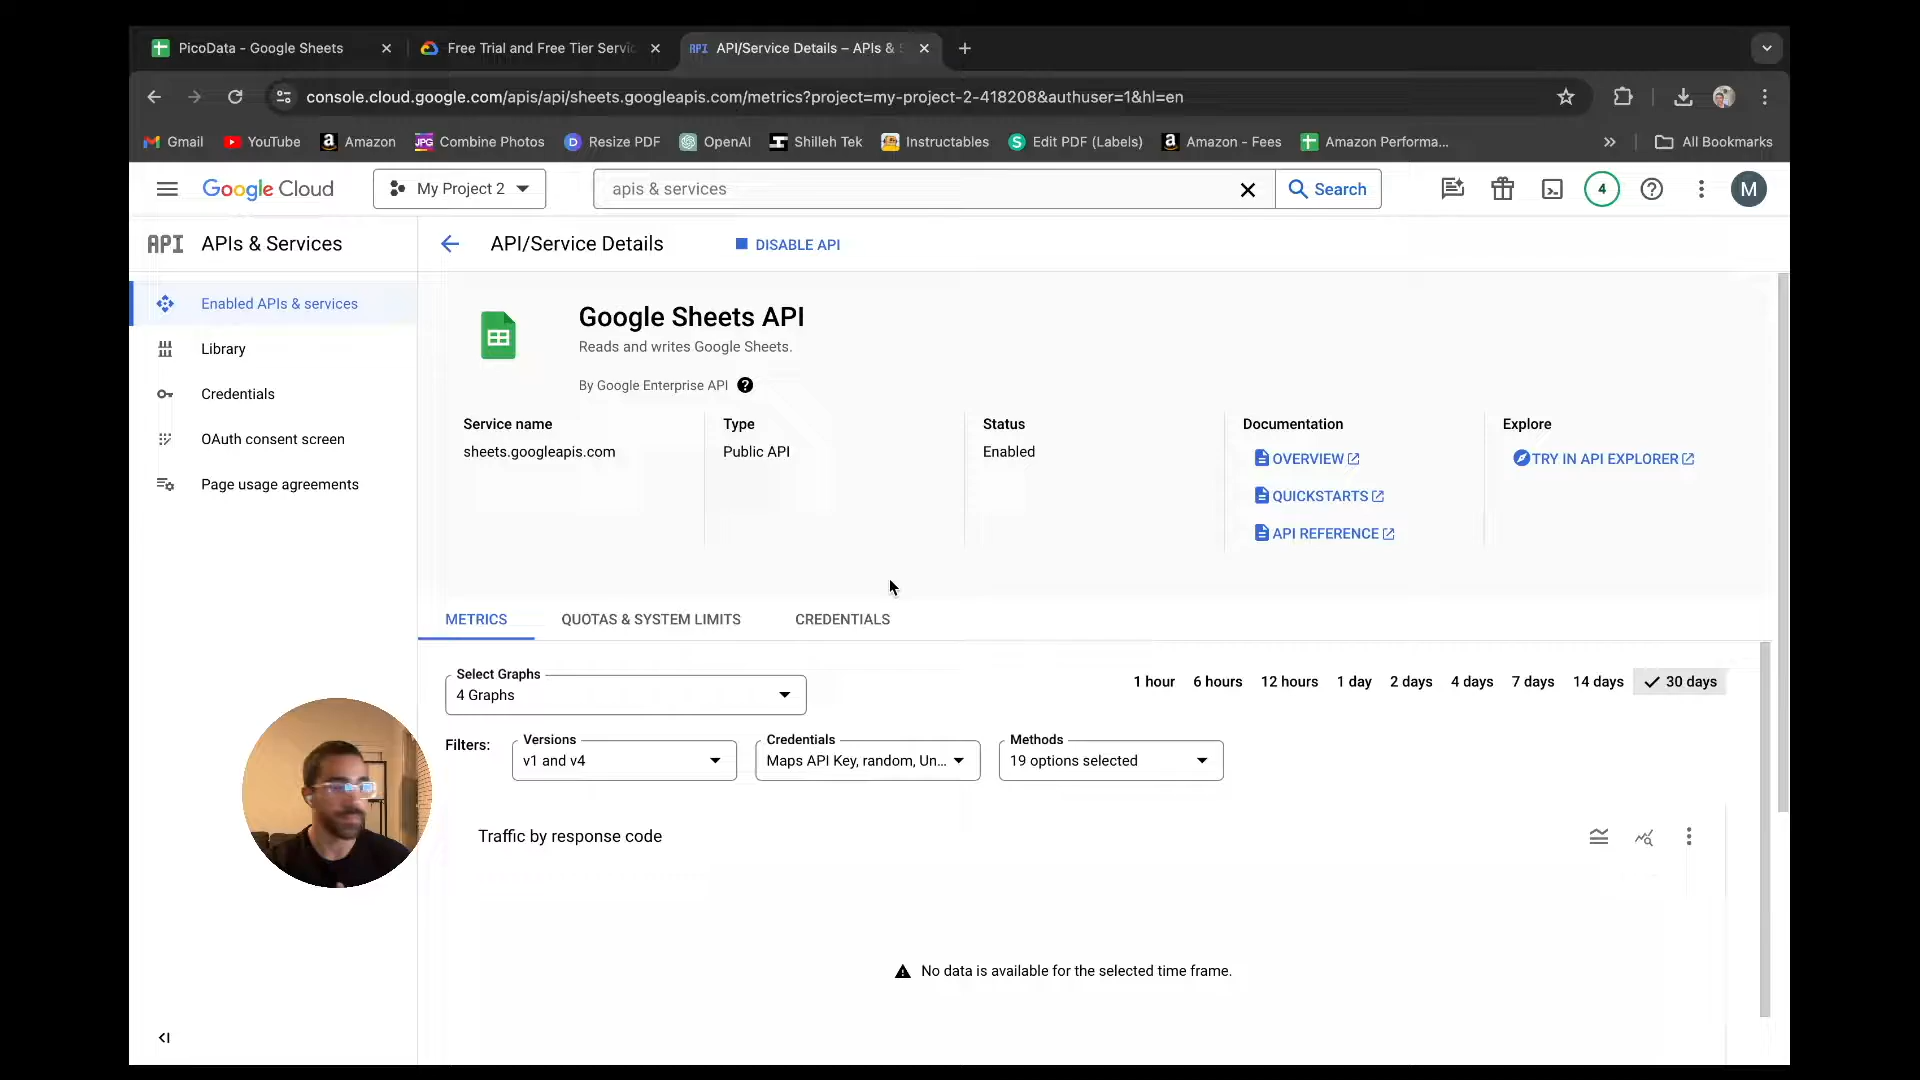 PicoData - Google Sheets
Free Trial and Free Tier Servi
API API/Service Details – APIs & S
console.cloud.google.com/apis/api/sheets.googleapis.com/metrics?project=my-project-2-418208&authuser=1&hl=en
Gmail YouTube Amazon Combine Photos Resize PDF OpenAI Shilleh Tek Instructables Edit PDF (Labels) Amazon - Fees Amazon Performa... All Bookmarks
Google Cloud My Project 2 apis & services Search 4 M
API APIs & Services
API/Service Details DISABLE API
Enabled APIs & services
Library
Credentials
OAuth consent screen
Page usage agreements
Google Sheets API
Reads and writes Google Sheets.
By Google Enterprise API
Service name
sheets.googleapis.com
Type
Public API
Status
Enabled
Documentation
OVERVIEW
QUICKSTARTS
API REFERENCE
Explore
TRY IN API EXPLORER
METRICS QUOTAS & SYSTEM LIMITS CREDENTIALS
Select Graphs
4 Graphs
1 hour 6 hours 12 hours 1 day 2 days 4 days 7 days 14 days 30 days
Filters:
Versions
v1 and v4
Credentials
Maps API Key, random, Un...
Methods
19 options selected
Traffic by response code
No data is available for the selected time frame.